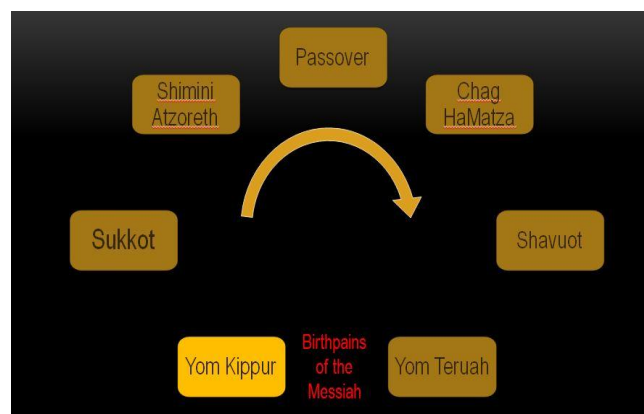 Passover
Shimini
Atzoreth
Chag
HaMatza
Sukkot
Shavuot
Yom Kippur
Birthpains
of the
Messiah
Yom Teruah